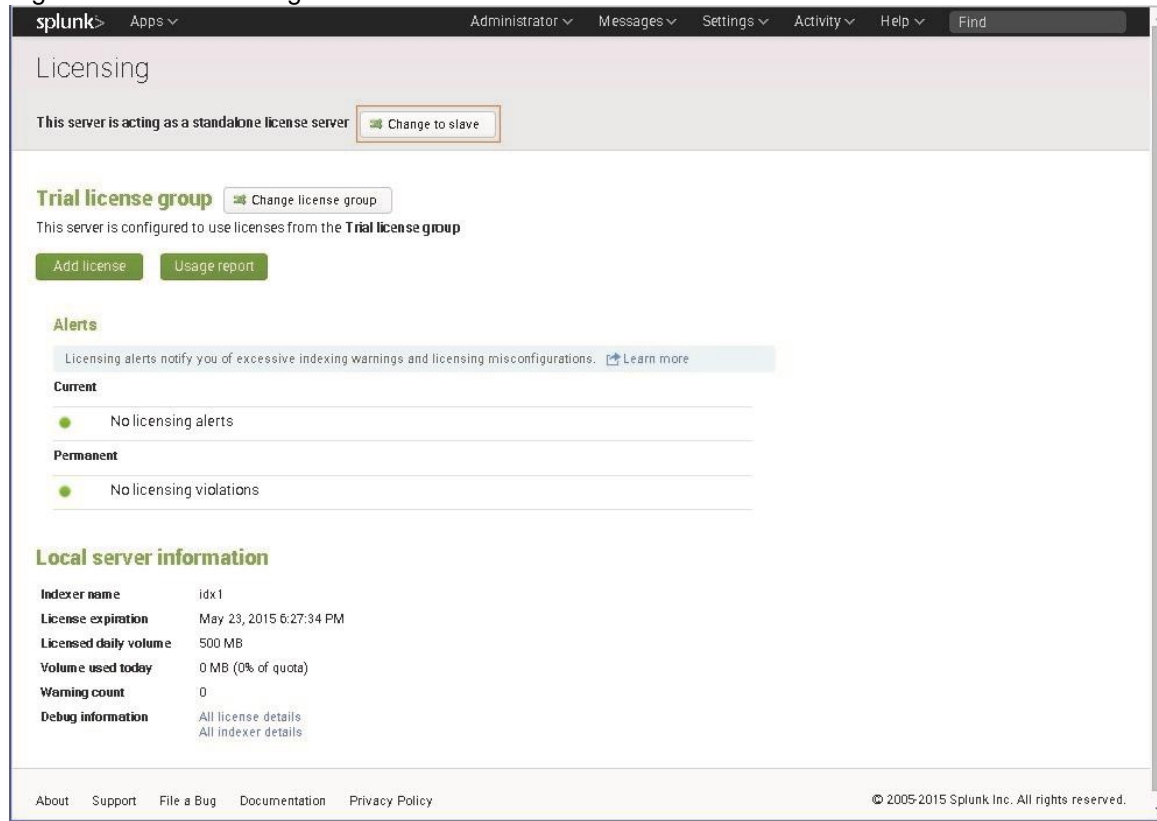 splunk> Apps Administrator Messages Settings Activity Help Find
Licensing
This server is acting as a standalone license server Change to slave
Trial license group Change license group
This server is configured to use licenses from the Trial license group
Add license Usage report
Alerts
Licensing alerts notify you of excessive indexing warnings and licensing misconfigurations. Learn more
Current
No licensing alerts
Permanent
No licensing violations
Local server information
Indexer name idx1
License expiration May 23, 2015 6:27:34 PM
Licensed daily volume 500 MB
Volume used today 0 MB (0% of quota)
Warning count 0
Debug information All license details
All indexer details
About Support File a Bug Documentation Privacy Policy © 2005-2015 Splunk Inc. All rights reserved.